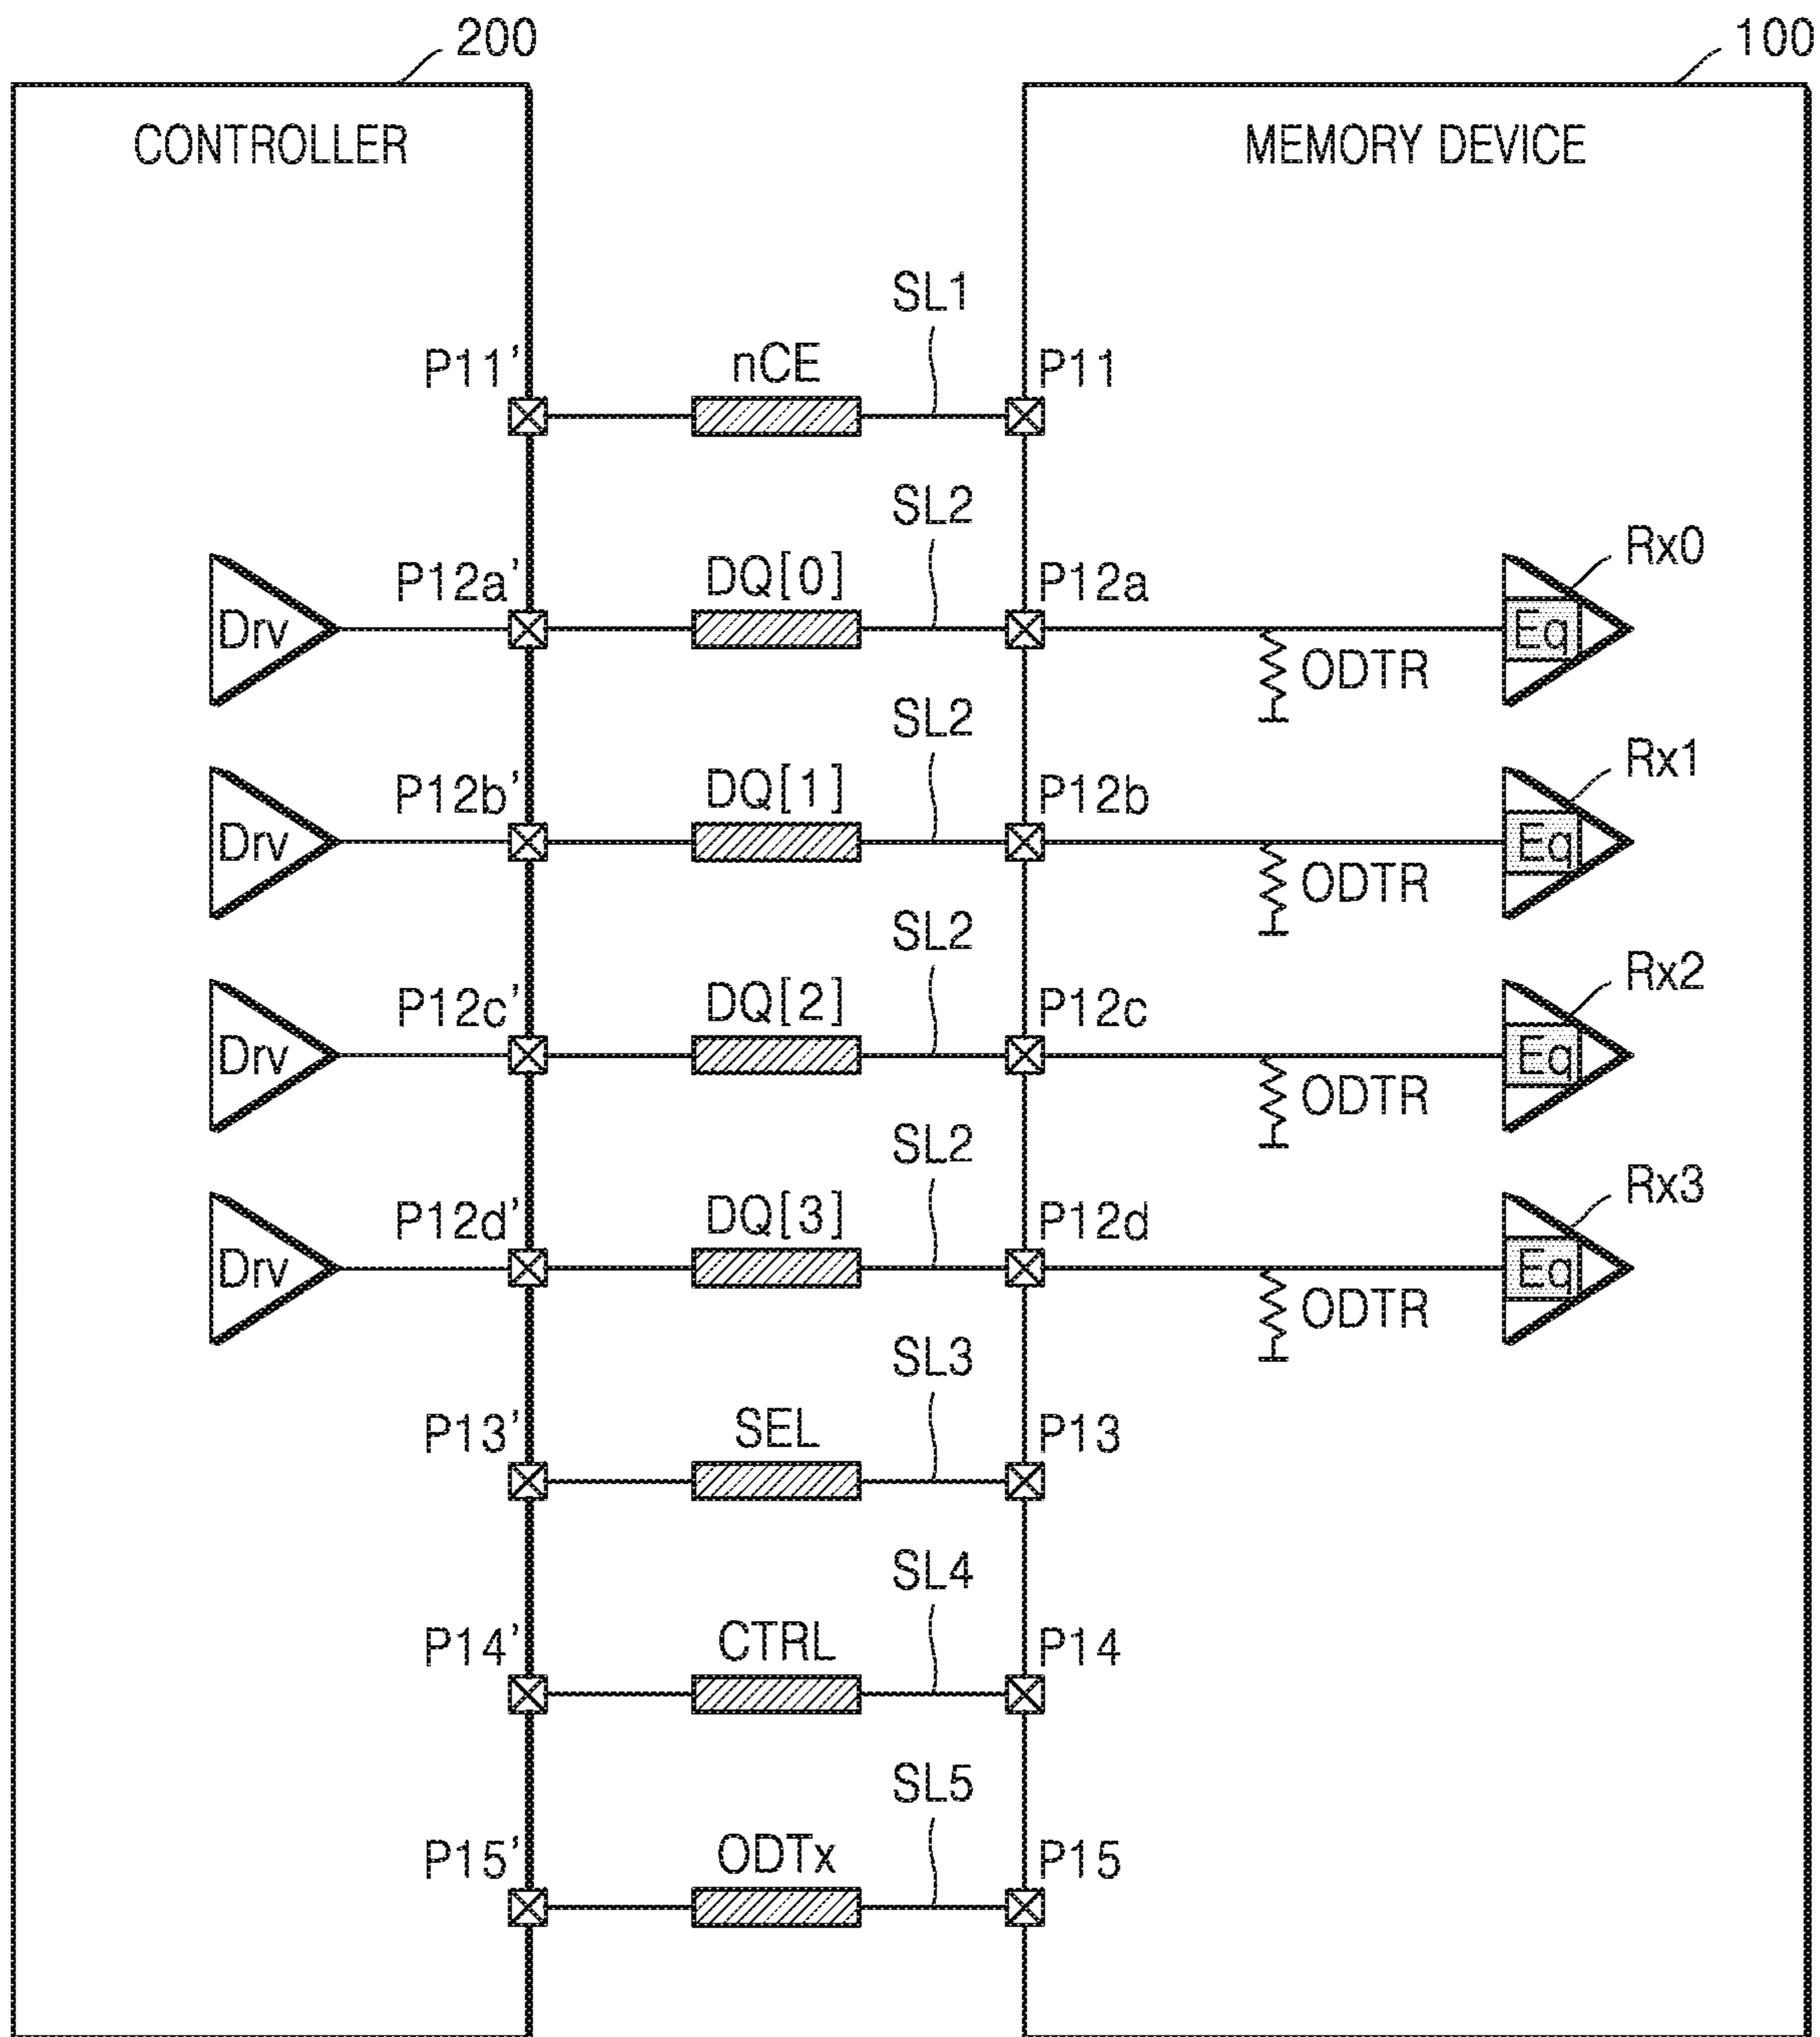 200
100
CONTROLLER
MEMORY DEVICE
SL1
P11' nCE P11
SL2
Rx0
P12a' DQ[0] P12a
Drv
Eq
ODTR
SL2
Rx1
P12b' DQ[1] P12b
Drv
Eq
ODTR
SL2
Rx2
P12c' DQ[2] P12c
Drv
Eq
ODTR
SL2
Rx3
P12d' DQ[3] P12d
Drv
Eq
ODTR
SL3
P13' SEL P13
SL4
P14' CTRL P14
SL5
P15' ODTx P15